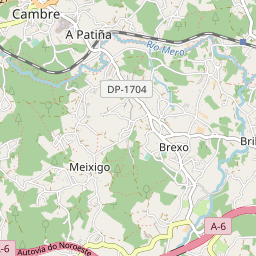 Cambre
A Patiña
Río Mero
DP-1704
Brexo
Bri
Meixigo
A-6
A-6
Autovía do Noroeste